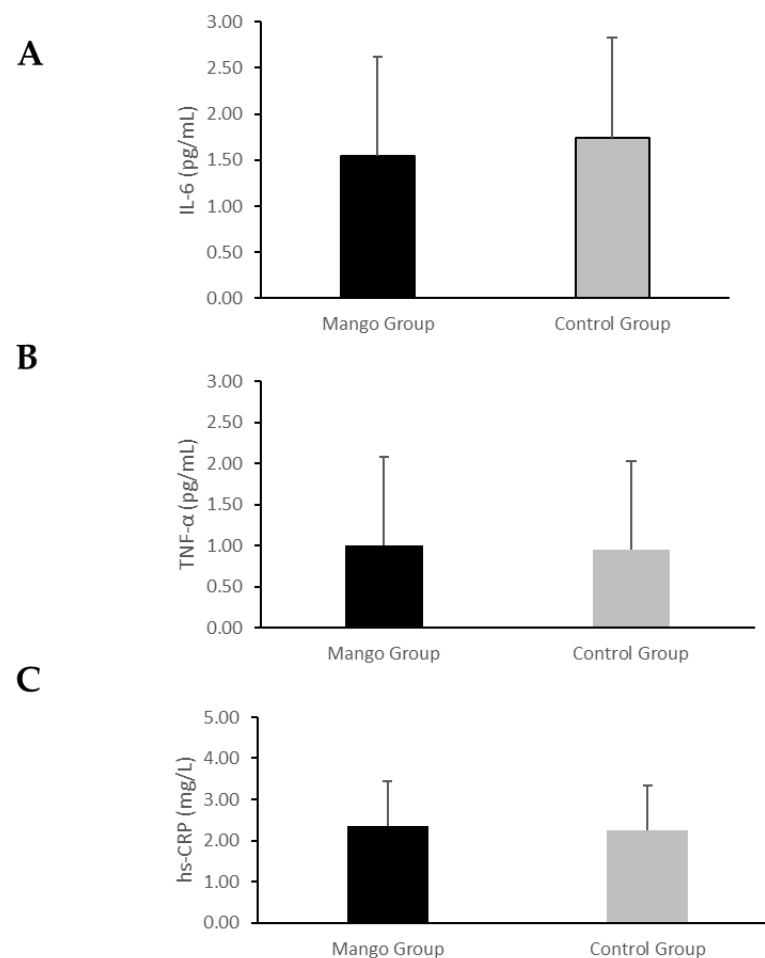 A
IL-6 (pg/mL)
3.00
2.50
2.00
1.50
1.00
0.50
0.00
Mango Group
Control Group
B
TNF-α (pg/mL)
3.00
2.50
2.00
1.50
1.00
0.50
0.00
Mango Group
Control Group
C
hs-CRP (mg/L)
5.00
4.00
3.00
2.00
1.00
0.00
Mango Group
Control Group